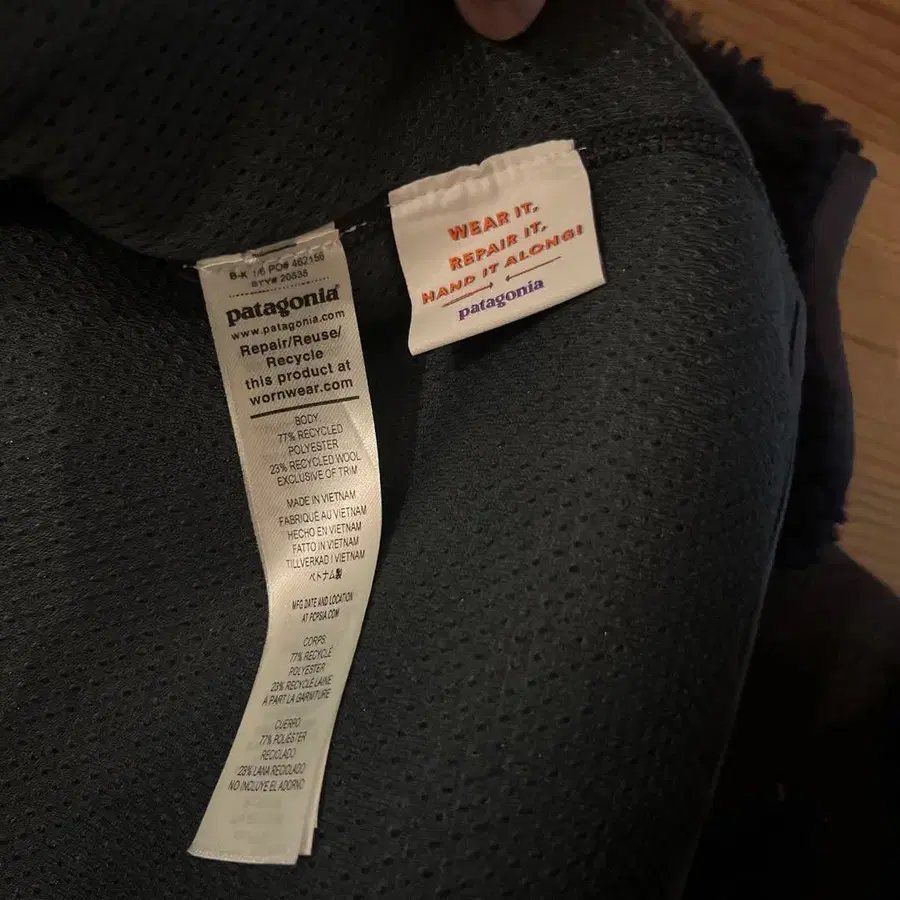 B-K 1/6 PO# 462156
STY# 20535
patagonia®
www.patagonia.com
Repair/Reuse/
Recycle
this product at
wornwear.com
BODY:
77% RECYCLED
POLYESTER
23% RECYCLED WOOL
EXCLUSIVE OF TRIM
MADE IN VIETNAM
FABRIQUÉ AU VIETNAM
HECHO EN VIETNAM
FATTO IN VIETNAM
TILLVERKAD I VIETNAM
ベトナム製
MFG DATE AND LOCATION
AT PCPSIA.COM
CORPS:
77% RECYCLÉ
POLYESTER
23% RECYCLÉ LAINE
À PART LA GARNITURE
CUERPO:
77% POLIÉSTER
RECICLADO
23% LANA RECICLADO
NO INCLUYE EL ADORNO
WEAR IT,
REPAIR IT,
HAND IT ALONG!
patagonia